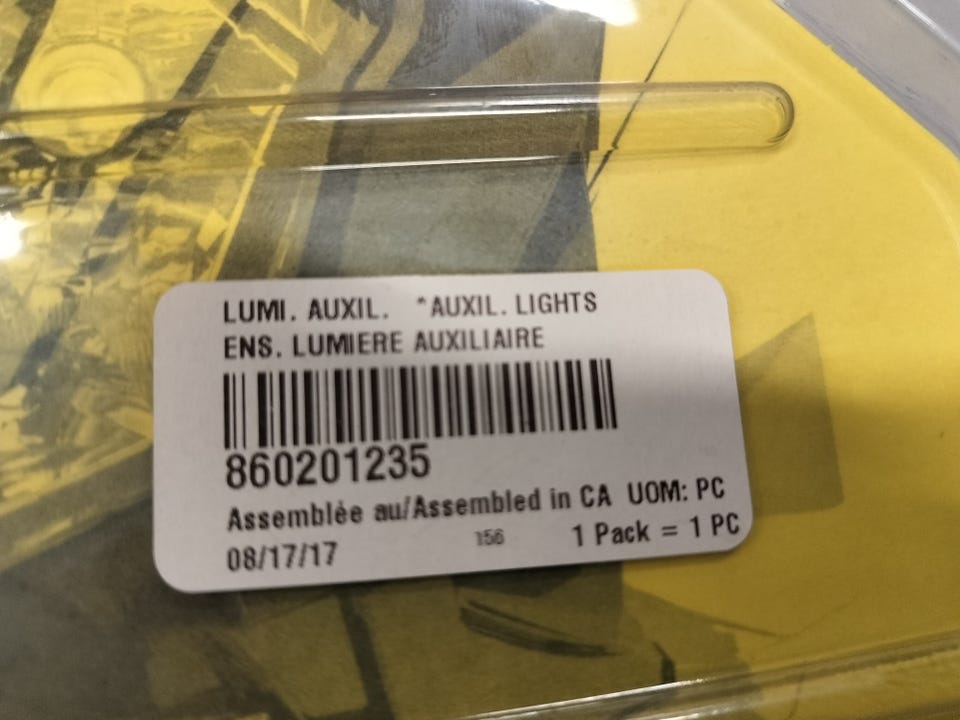 LUMI. AUXIL. *AUXIL. LIGHTS
ENS. LUMIERE AUXILIAIRE
860201235
Assemblée au/Assembled in CA UOM: PC
08/17/17 156 1 Pack = 1 PC